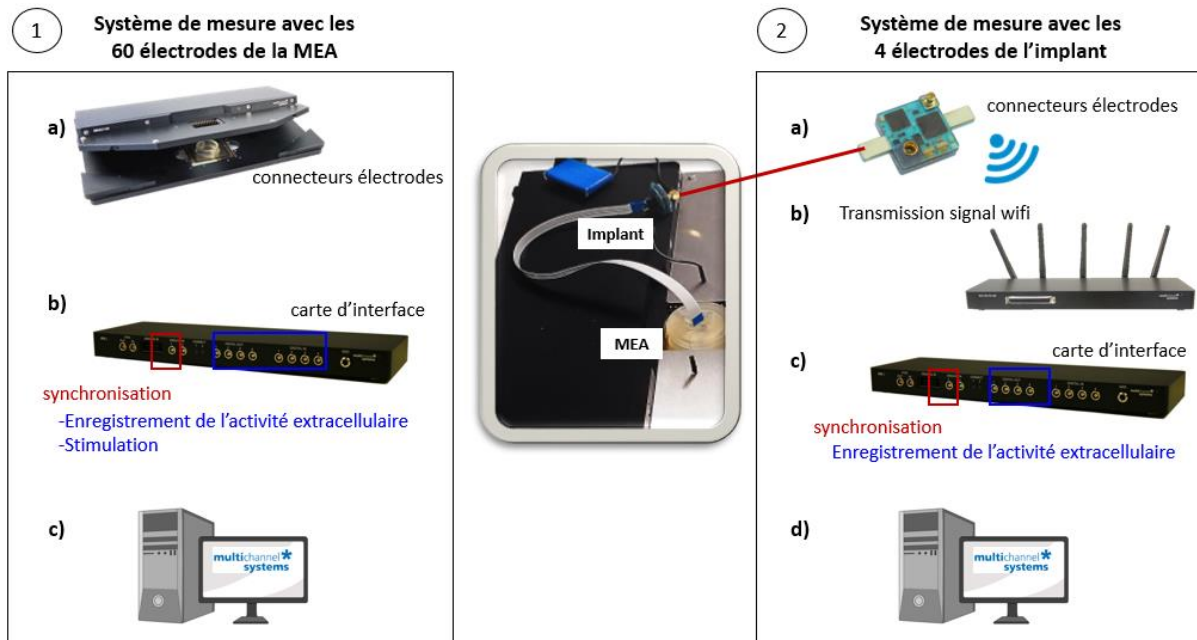 1
Système de mesure avec les
60 électrodes de la MEA
a)
connecteurs électrodes
b)
carte d'interface
synchronisation
-Enregistrement de l'activité extracellulaire
-Stimulation
c)
multichannel*
systems
Implant
MEA
2
Système de mesure avec les
4 électrodes de l'implant
a)
connecteurs électrodes
b)
Transmission signal wifi
c)
carte d'interface
synchronisation
Enregistrement de l'activité extracellulaire
d)
multichannel*
systems